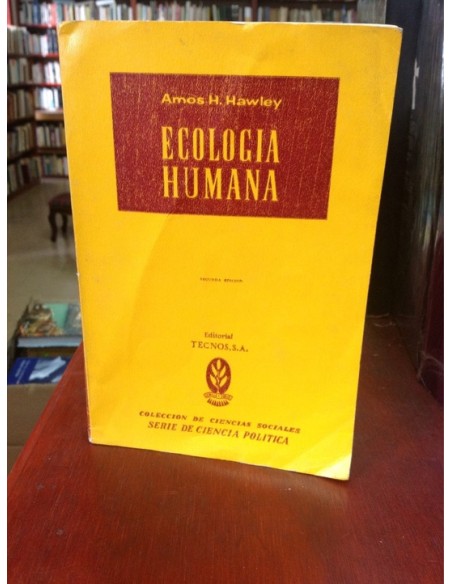 Amos H. Hawley
ECOLOGIA
HUMANA
Editorial
TECNOS, S.A.
COLECCION DE CIENCIAS SOCIALES
SERIE DE CIENCIA POLITICA